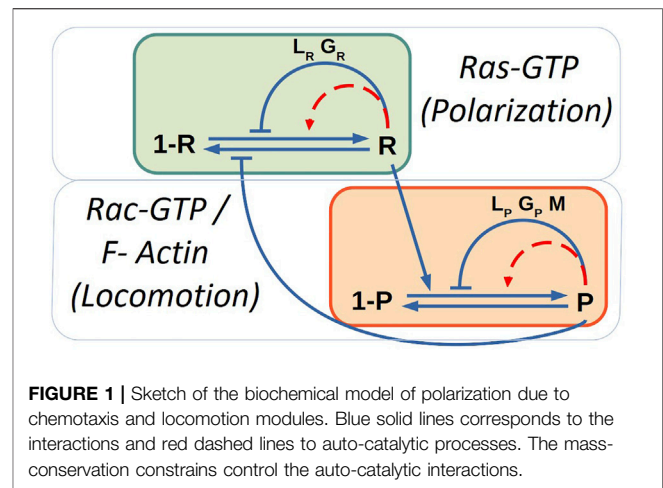 L_R G_R
Ras-GTP
(Polarization)
1-R R
Rac-GTP /
F- Actin
(Locomotion)
L_P G_P M
1-P P
FIGURE 1 | Sketch of the biochemical model of polarization due to
chemotaxis and locomotion modules. Blue solid lines corresponds to the
interactions and red dashed lines to auto-catalytic processes. The mass-
conservation constrains control the auto-catalytic interactions.